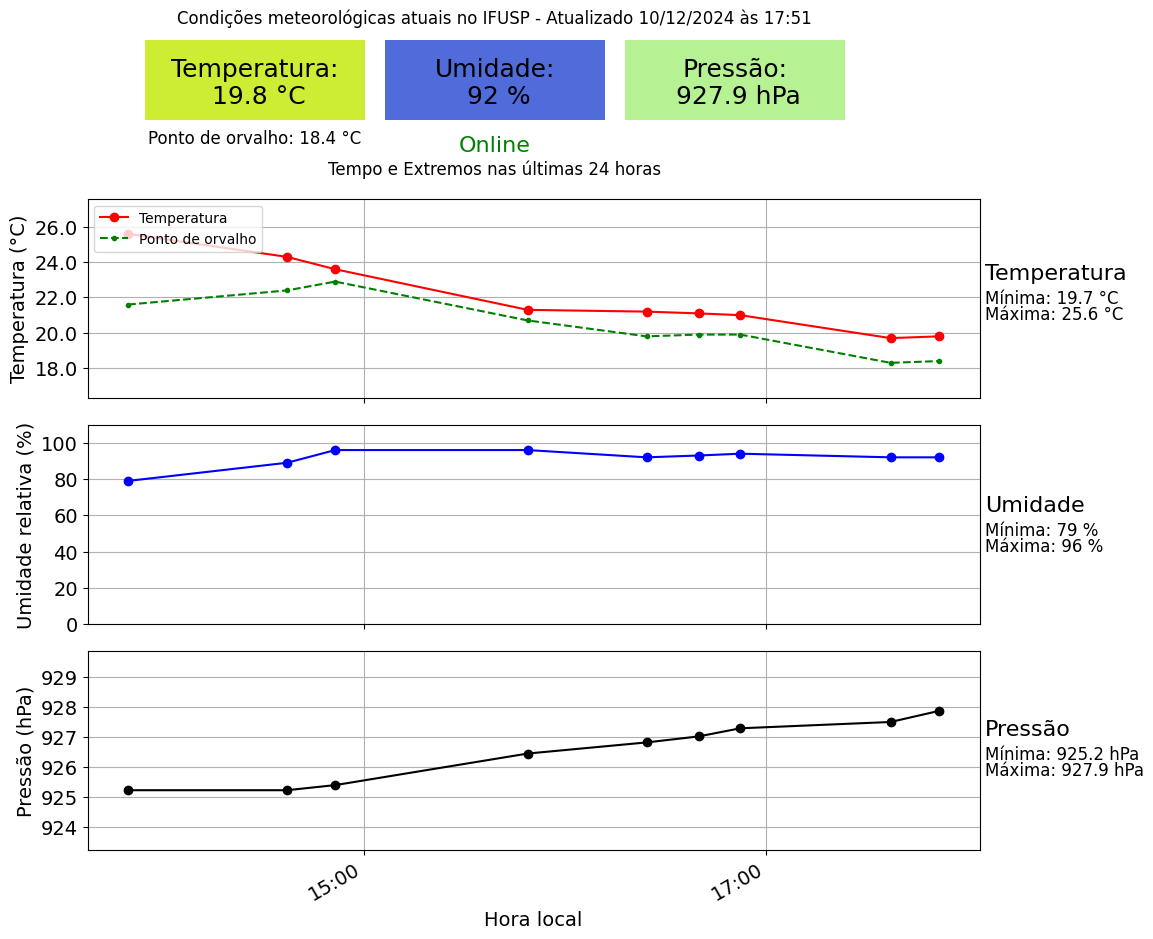 Condições meteorológicas atuais no IFUSP - Atualizado 10/12/2024 às 17:51
Temperatura:
19.8 °C
Umidade:
92 %
Pressão:
927.9 hPa
Ponto de orvalho: 18.4 °C
Online
Tempo e Extremos nas últimas 24 horas
Temperatura (°C)
26.0
24.0
22.0
20.0
18.0
Temperatura
Ponto de orvalho
Temperatura
Mínima: 19.7 °C
Máxima: 25.6 °C
Umidade relativa (%)
100
80
60
40
20
0
Umidade
Mínima: 79 %
Máxima: 96 %
Pressão (hPa)
929
928
927
926
925
924
Pressão
Mínima: 925.2 hPa
Máxima: 927.9 hPa
15:00
17:00
Hora local